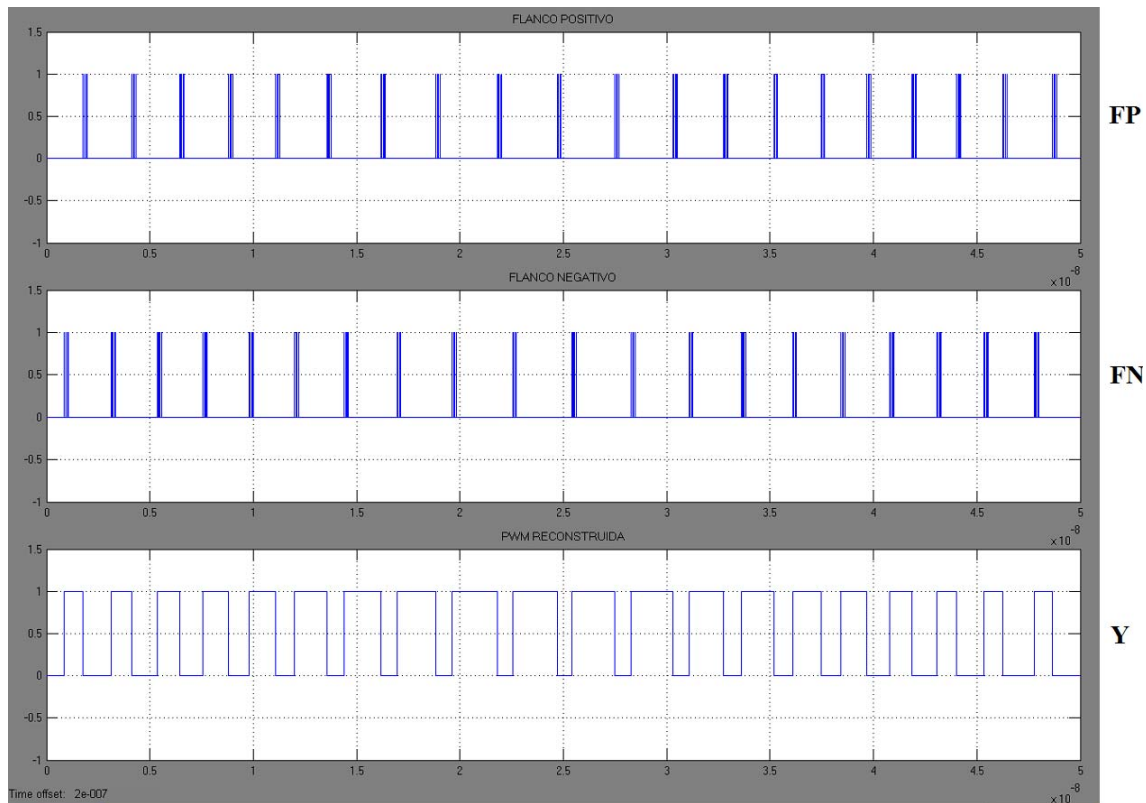 FLANCO POSITIVO
1.5
1
0.5
0
-0.5
-1
0 0.5 1 1.5 2 2.5 3 3.5 4 4.5 5
x 10 -8
FP
FLANCO NEGATIVO
1.5
1
0.5
0
-0.5
-1
0 0.5 1 1.5 2 2.5 3 3.5 4 4.5 5
x 10 -8
FN
PWM RECONSTRUIDA
1.5
1
0.5
0
-0.5
-1
0 0.5 1 1.5 2 2.5 3 3.5 4 4.5 5
x 10 -8
Y
Time offset: 2e-007